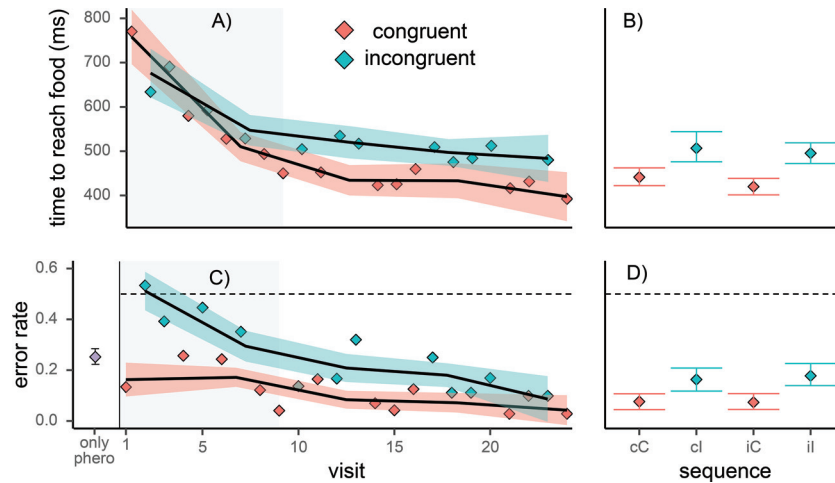 A)
congruent
incongruent
time to reach food (ms)
800
700
600
500
400
B)
C)
error rate
0.6
0.4
0.2
0.0
only
phero
1
5
10
15
20
visit
D)
cC
cI
iC
iI
sequence